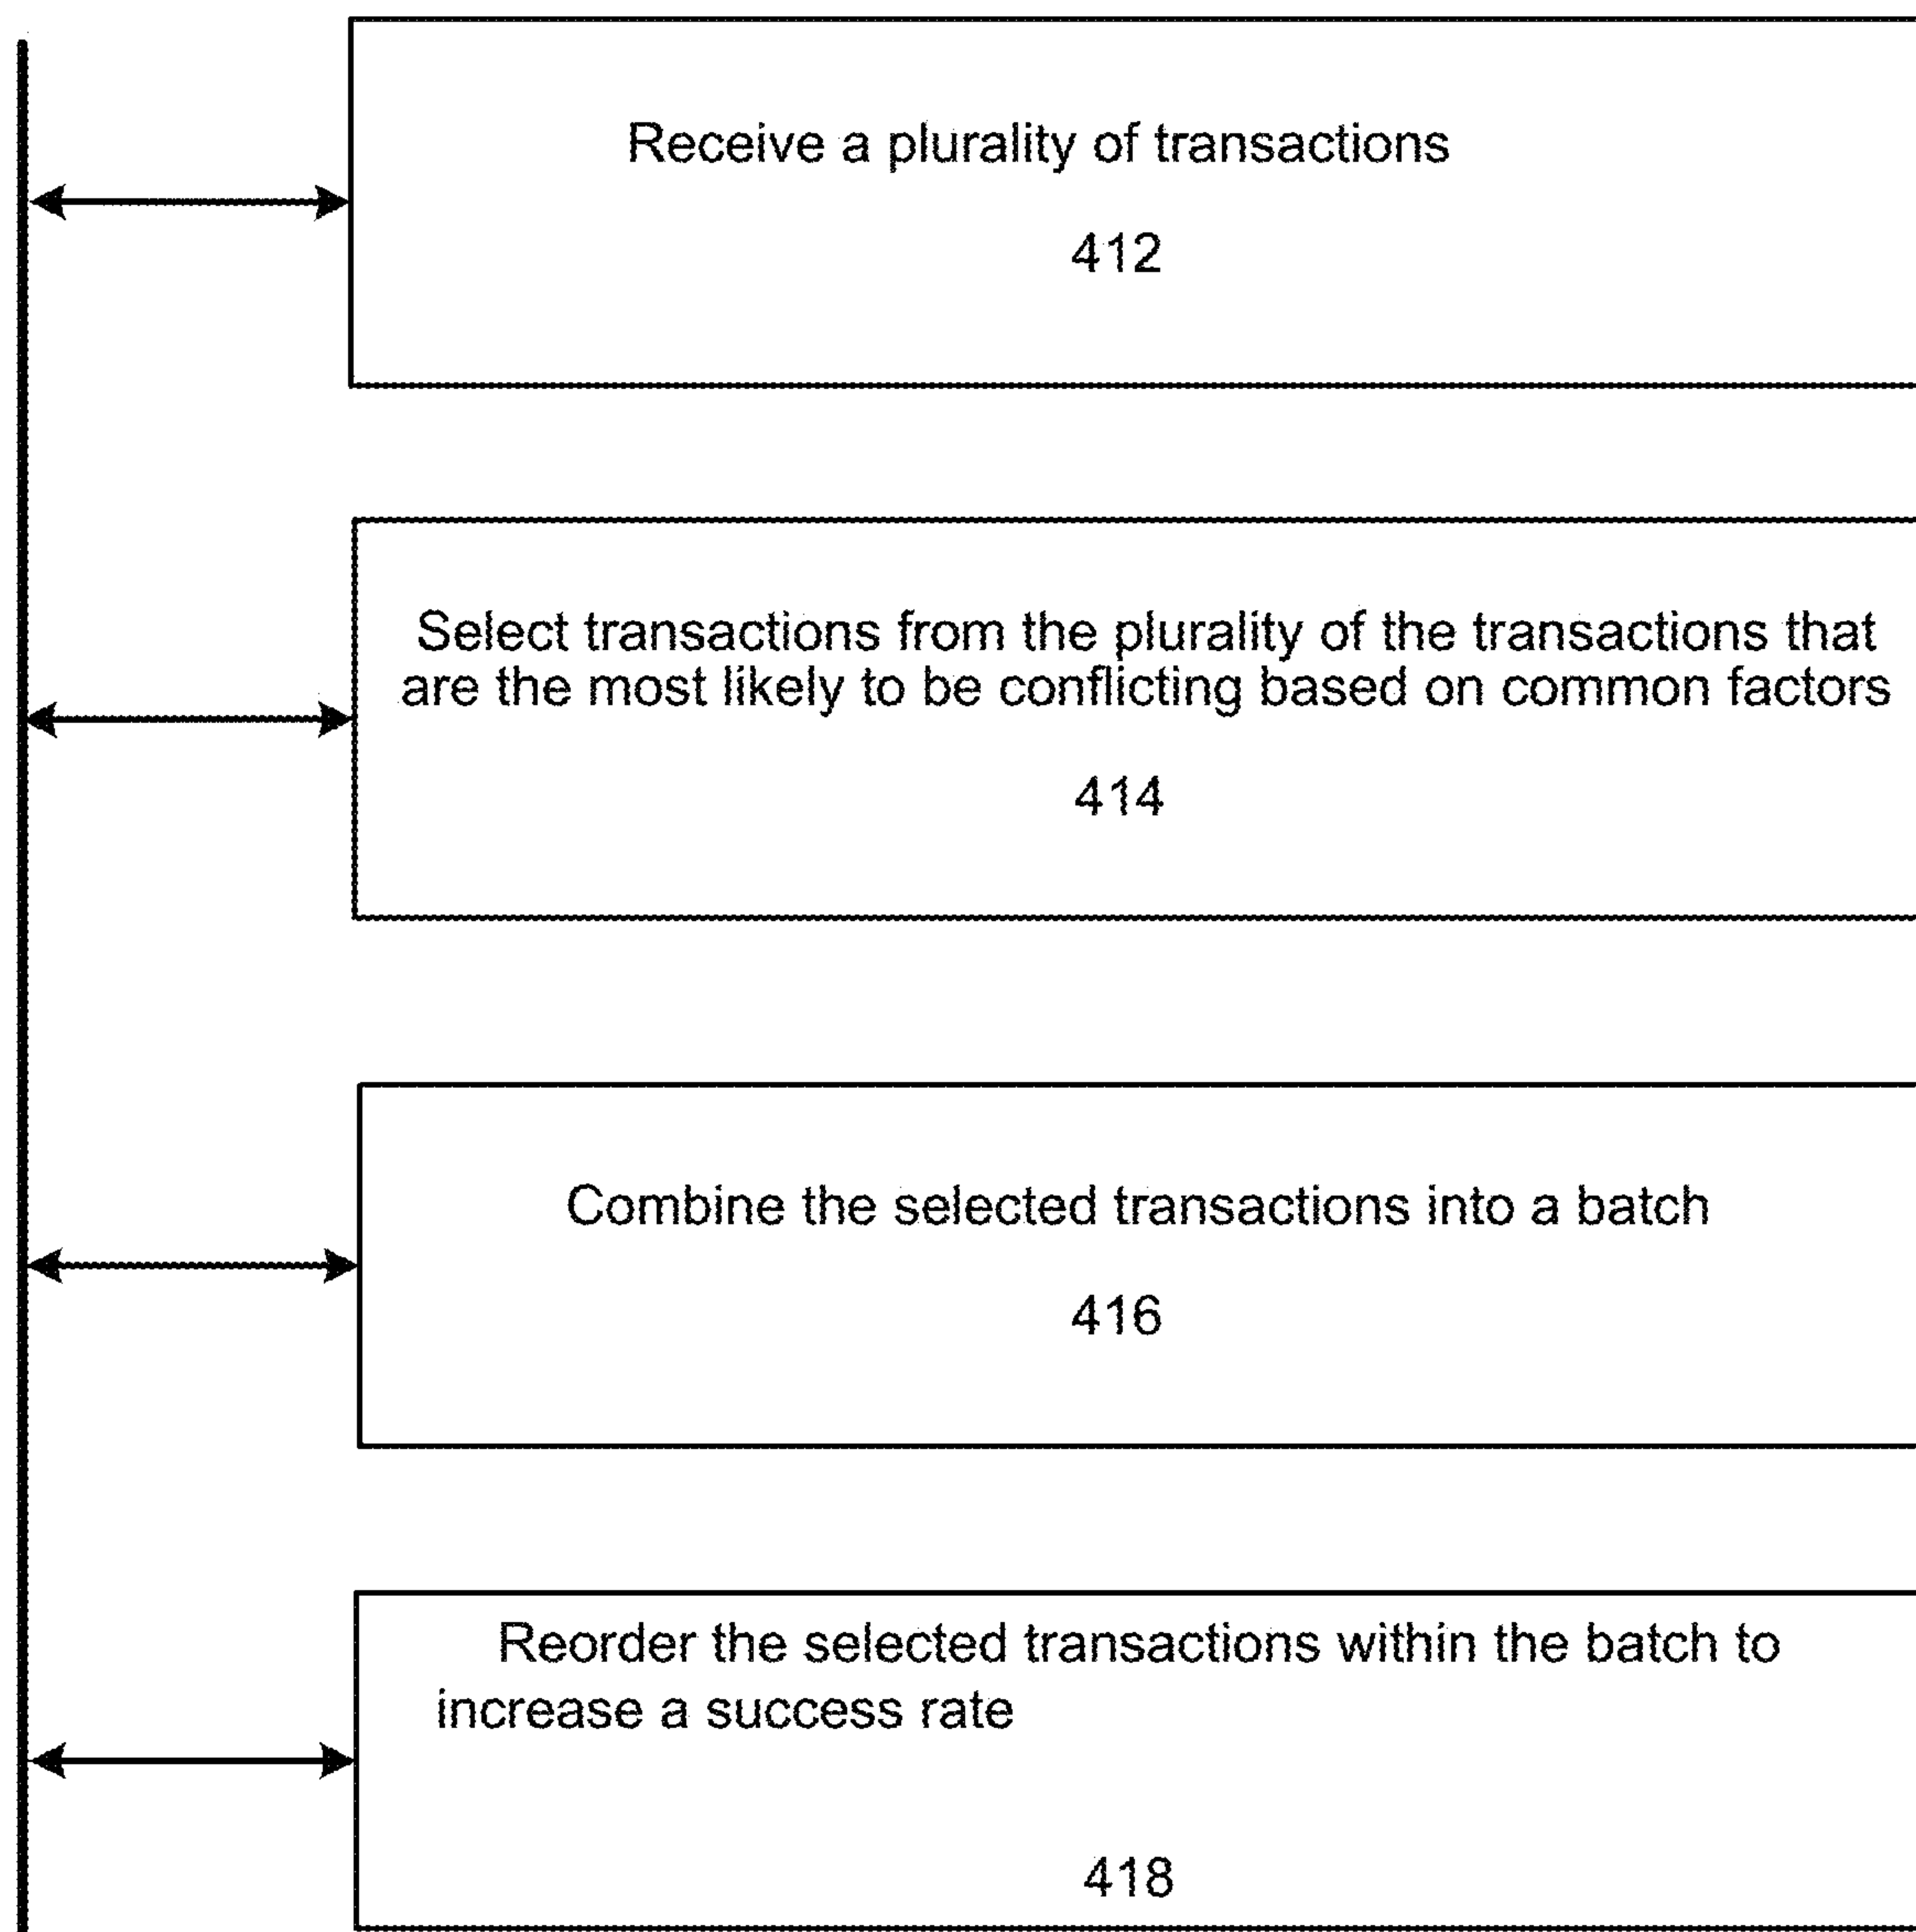 Receive a plurality of transactions
412
Select transactions from the plurality of the transactions that
are the most likely to be conflicting based on common factors
414
Combine the selected transactions into a batch
416
Reorder the selected transactions within the batch to
increase a success rate
418